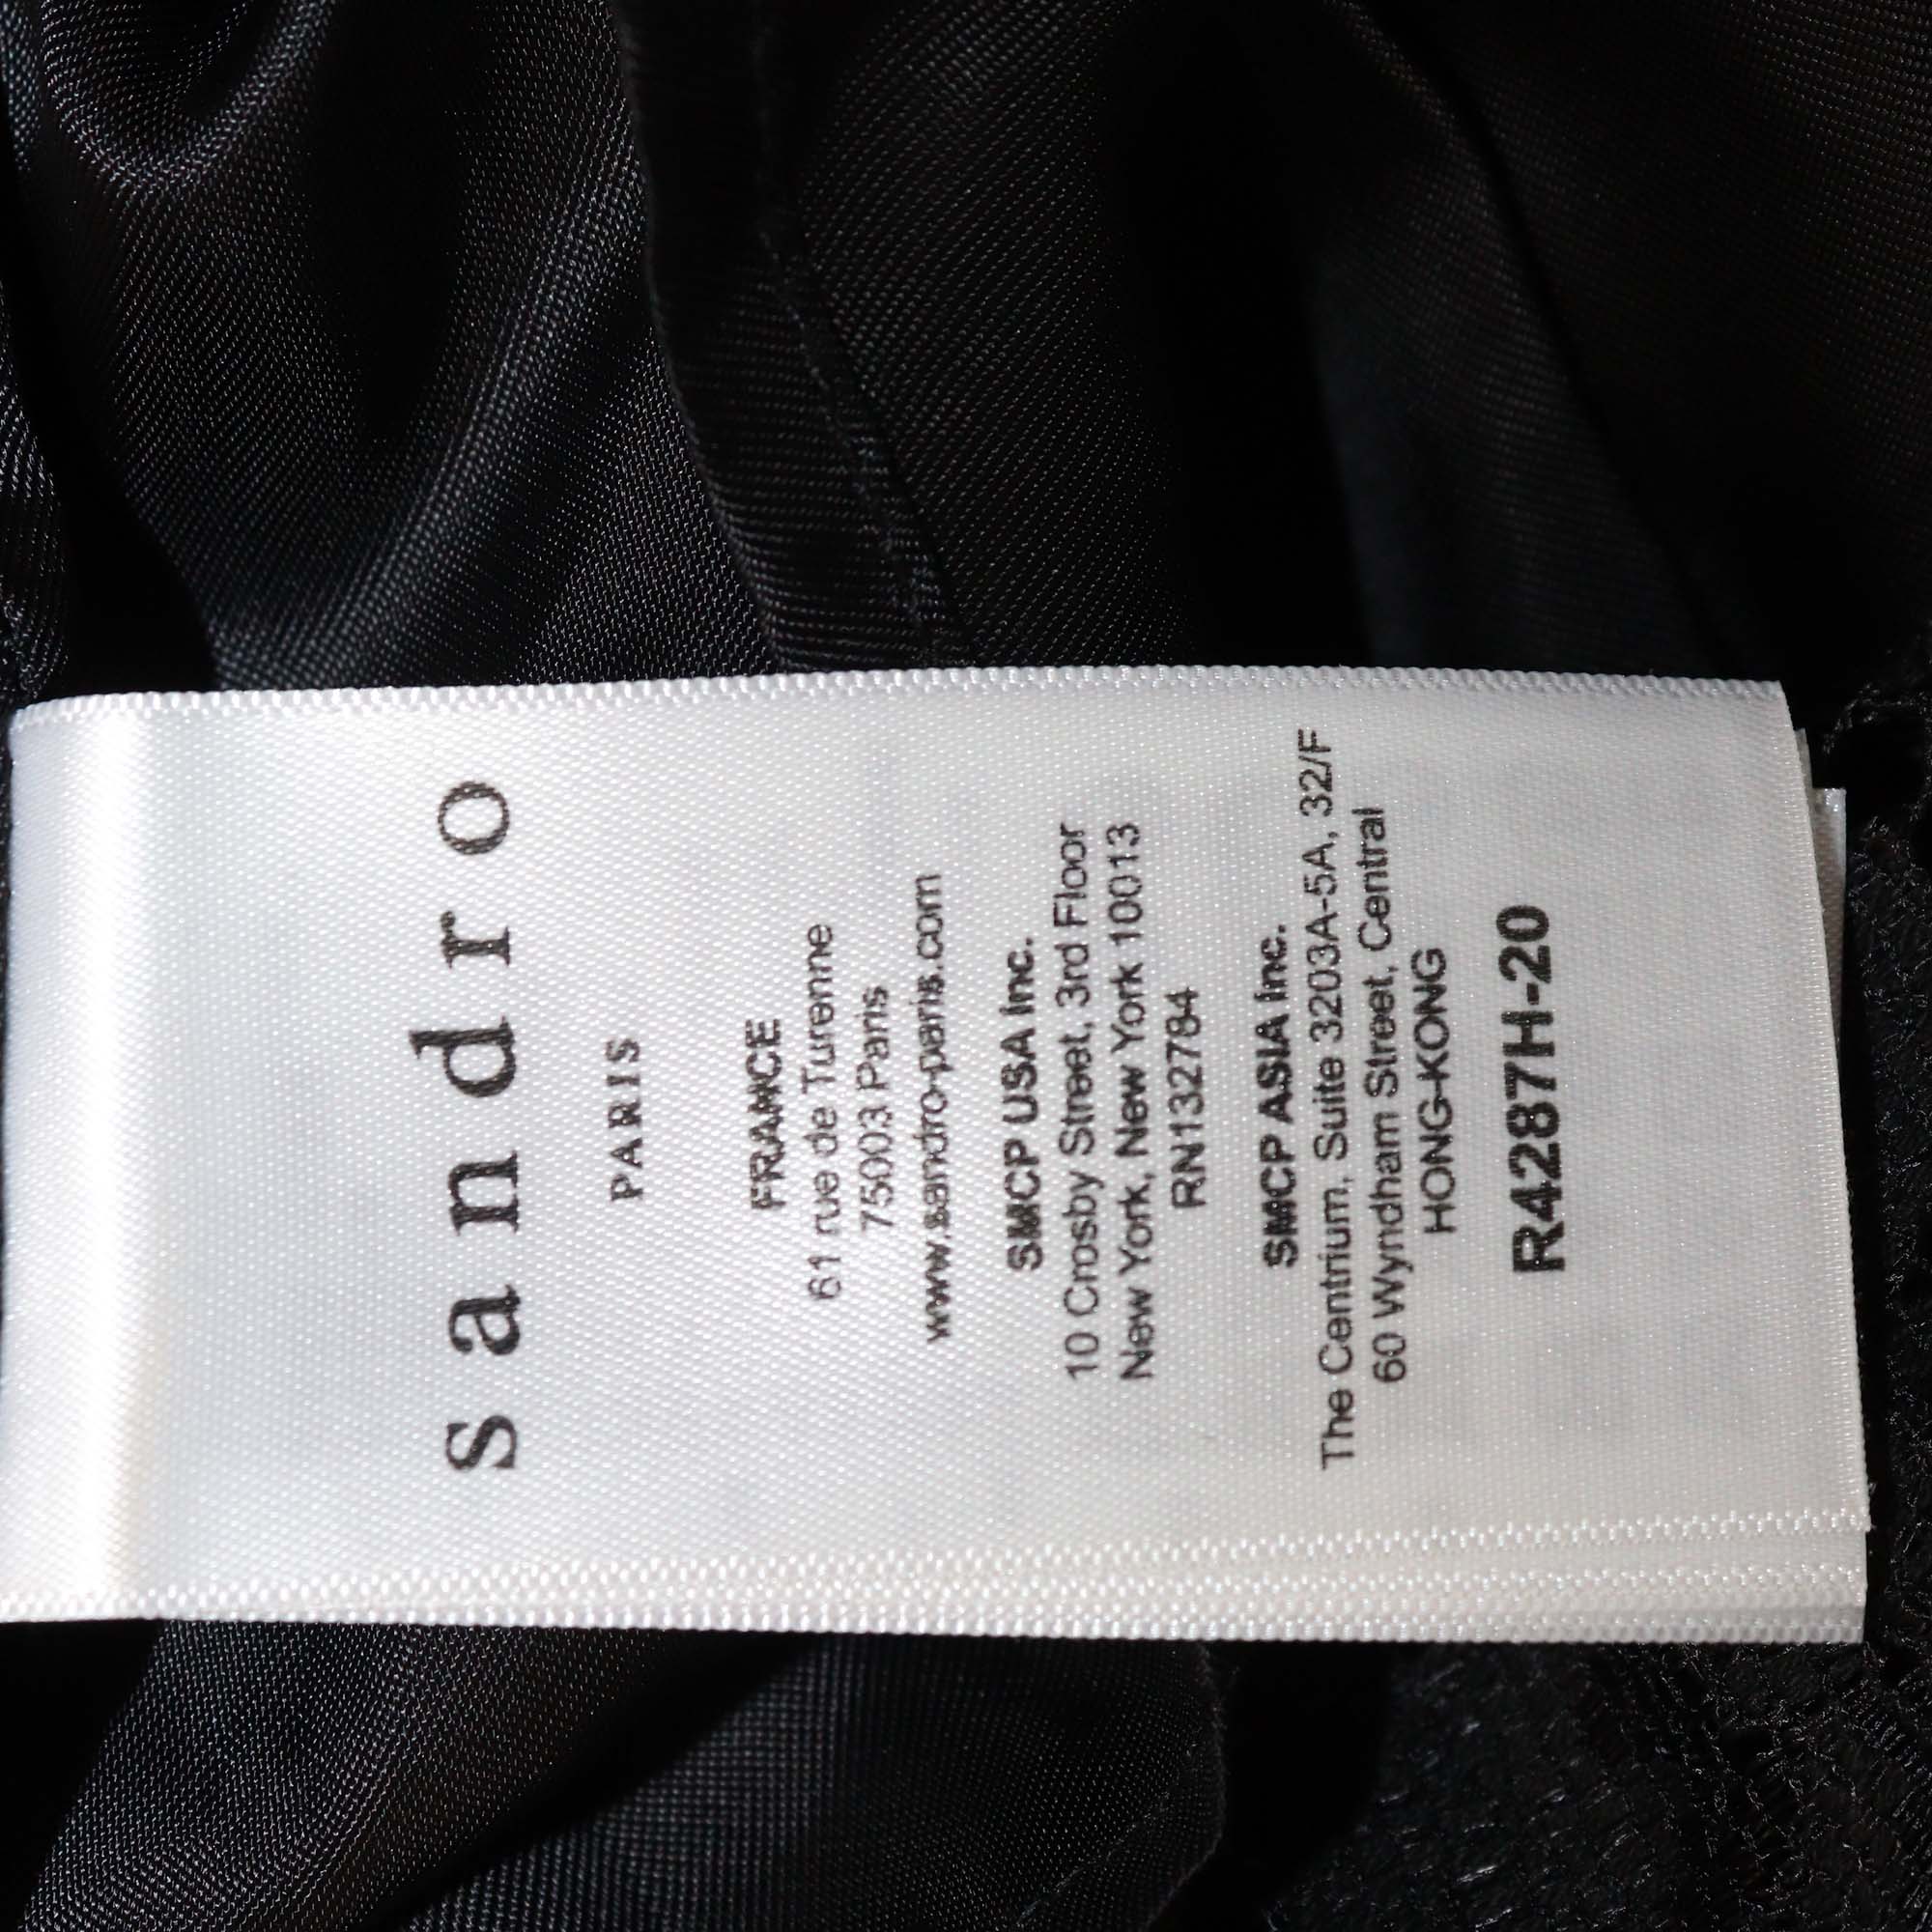 sandro
PARIS
FRANCE
61 rue de Turenne
75003 Paris
www.sandro-paris.com
SMCP USA Inc.
10 Crosby Street, 3rd Floor
New York, New York 10013
RN132784
SMCP ASIA Inc.
The Centrium, Suite 3203A-5A, 32/F
60 Wyndham Street, Central
HONG-KONG
R4287H-20